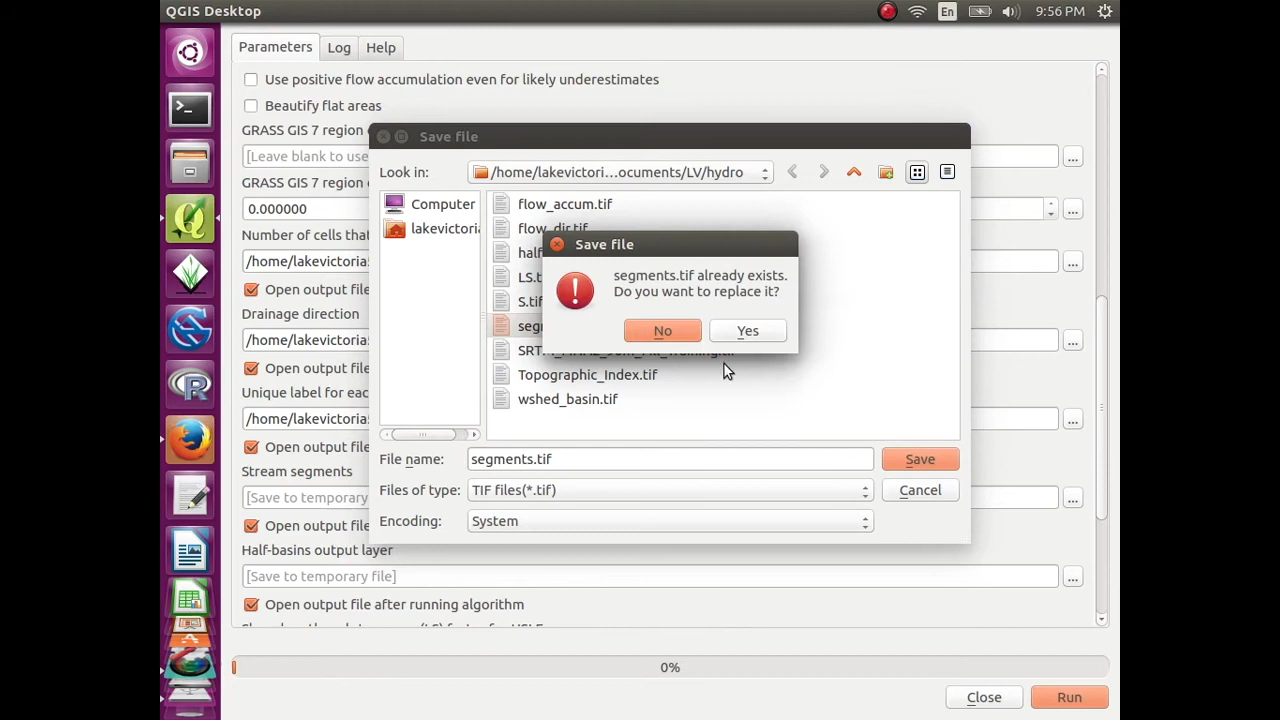 QGIS Desktop
En
9:56 PM
Parameters
Log
Help
Use positive flow accumulation even for likely underestimates
Beautify flat areas
GRASS GIS 7 region
[Leave blank to use
...
GRASS GIS 7 region
0.000000
...
Number of cells that
/home/lakevictoria
...
Open output file
Drainage direction
/home/lakevictoria
...
Open output file
Unique label for each
/home/lakevictoria
...
Open output file
Stream segments
[Save to temporary
...
Open output file
Half-basins output layer
[Save to temporary file]
...
Open output file after running algorithm
0%
Close
Run
Save file
Look in:
/home/lakevictori...ocuments/LV/hydro
Computer
lakevictoria
flow_accum.tif
flow_dir.tif
half
LS.t
S.tif
seg
Topographic_Index.tif
wshed_basin.tif
File name:
segments.tif
Save
Files of type:
TIF files(*.tif)
Cancel
Encoding:
System
Save file
segments.tif already exists.
Do you want to replace it?
No
Yes